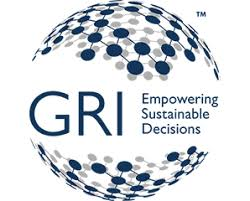 TM
GRI
Empowering
Sustainable
Decisions